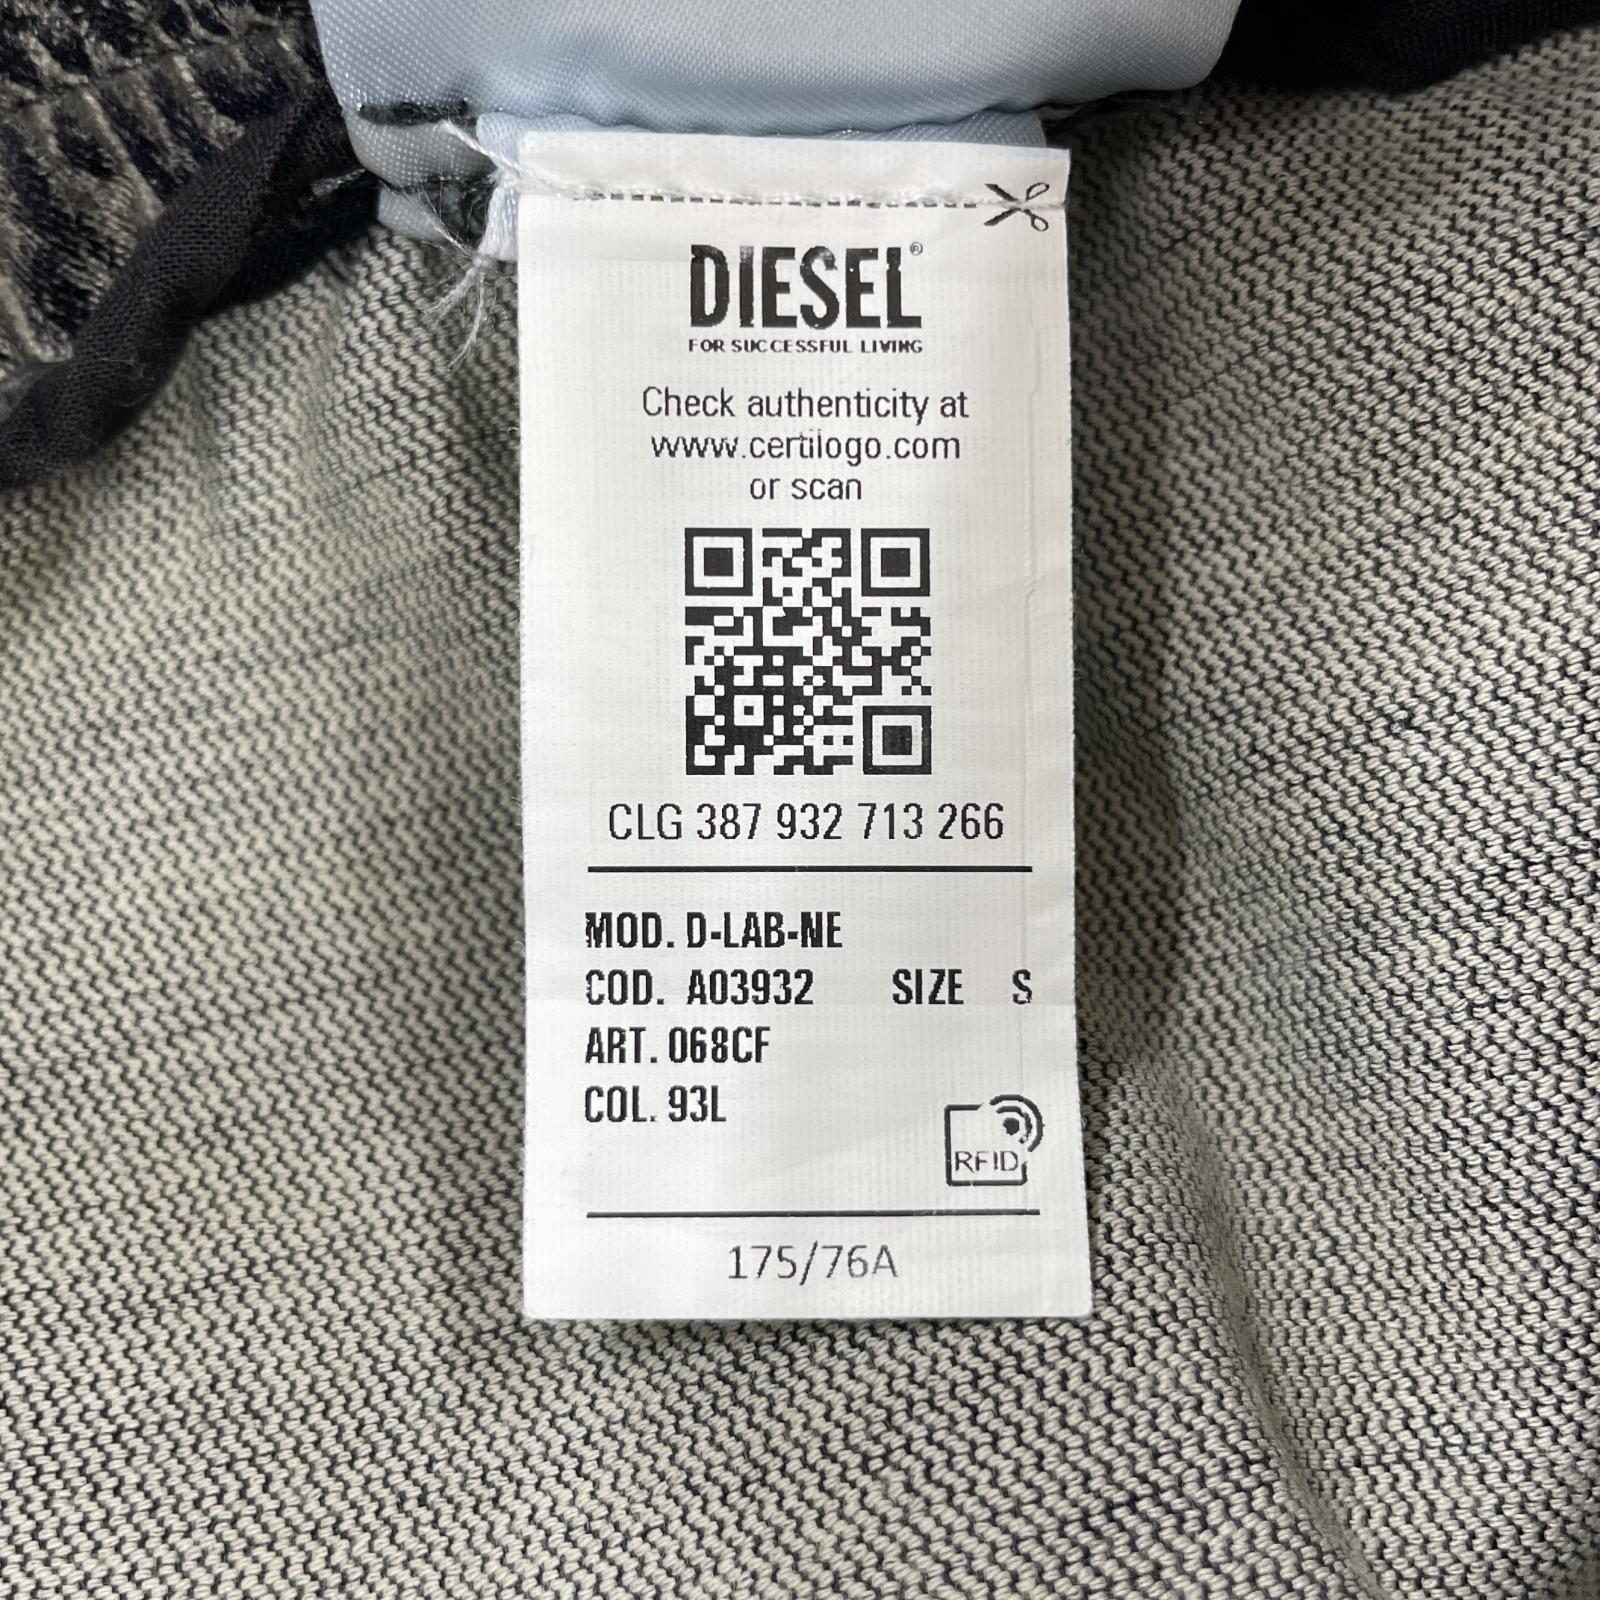 DIESEL®
FOR SUCCESSFUL LIVING
Check authenticity at
www.certilogo.com
or scan
CLG 387 932 713 266
MOD. D-LAB-NE
COD. A03932 SIZE S
ART. 068CF
COL. 93L
RFID
175/76A